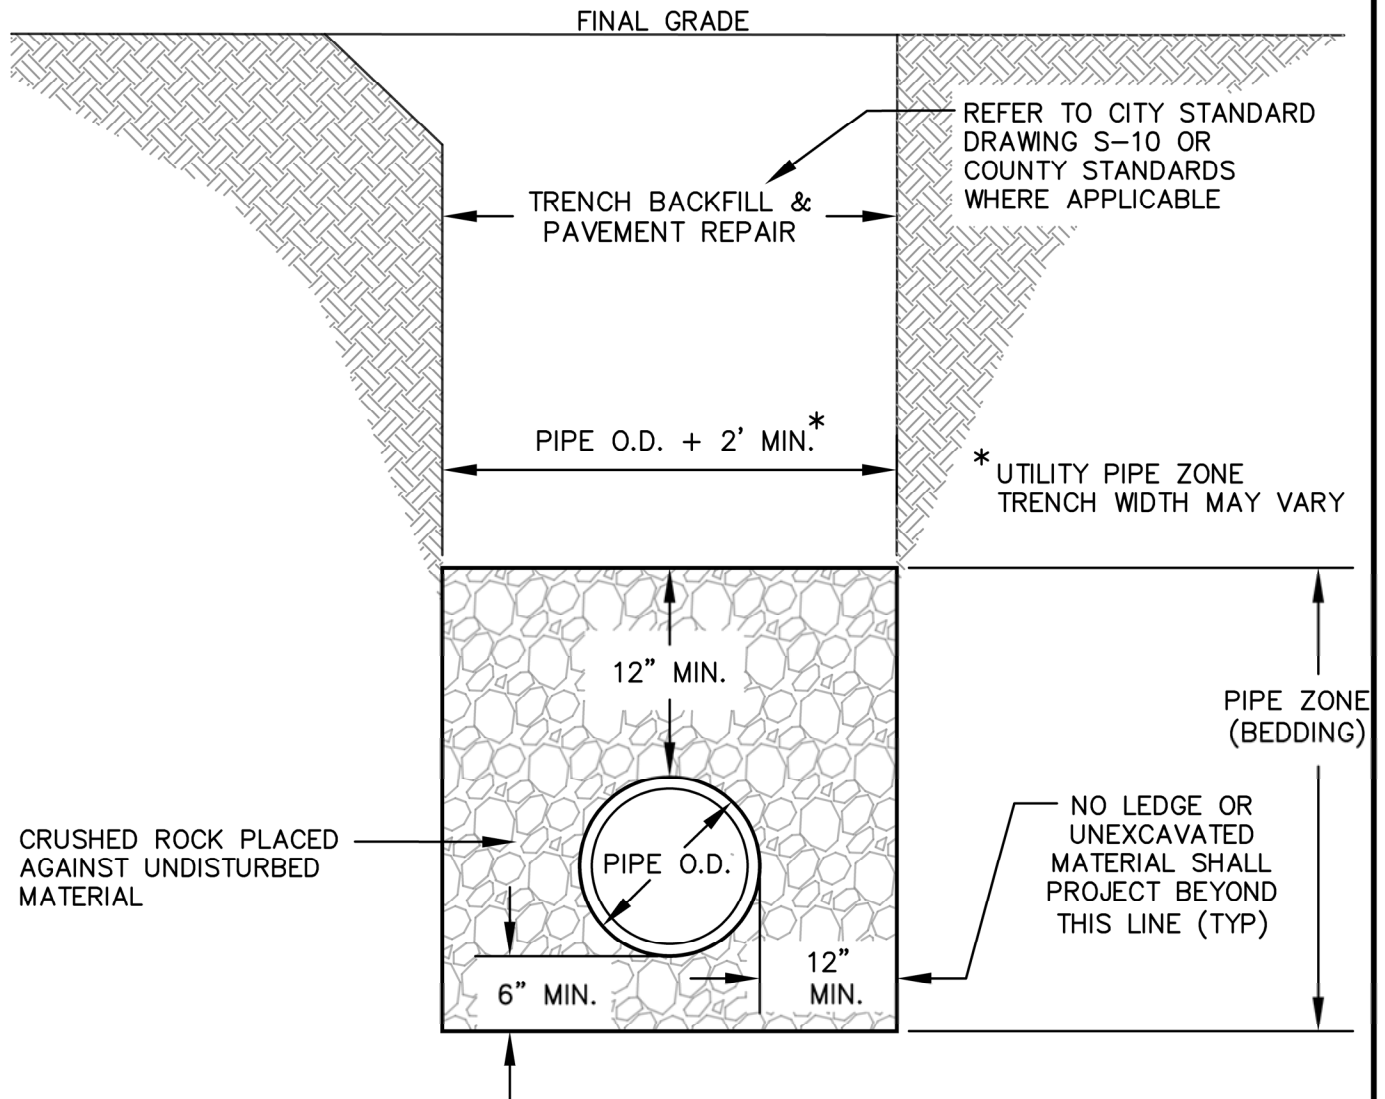 FINAL GRADE
REFER TO CITY STANDARD
DRAWING S-10 OR
COUNTY STANDARDS
WHERE APPLICABLE
TRENCH BACKFILL &
PAVEMENT REPAIR
PIPE O.D. + 2' MIN.*
* UTILITY PIPE ZONE
TRENCH WIDTH MAY VARY
12" MIN.
PIPE ZONE
(BEDDING)
CRUSHED ROCK PLACED
AGAINST UNDISTURBED
MATERIAL
PIPE O.D.
NO LEDGE OR
UNEXCAVATED
MATERIAL SHALL
PROJECT BEYOND
THIS LINE (TYP)
6" MIN.
12"
MIN.